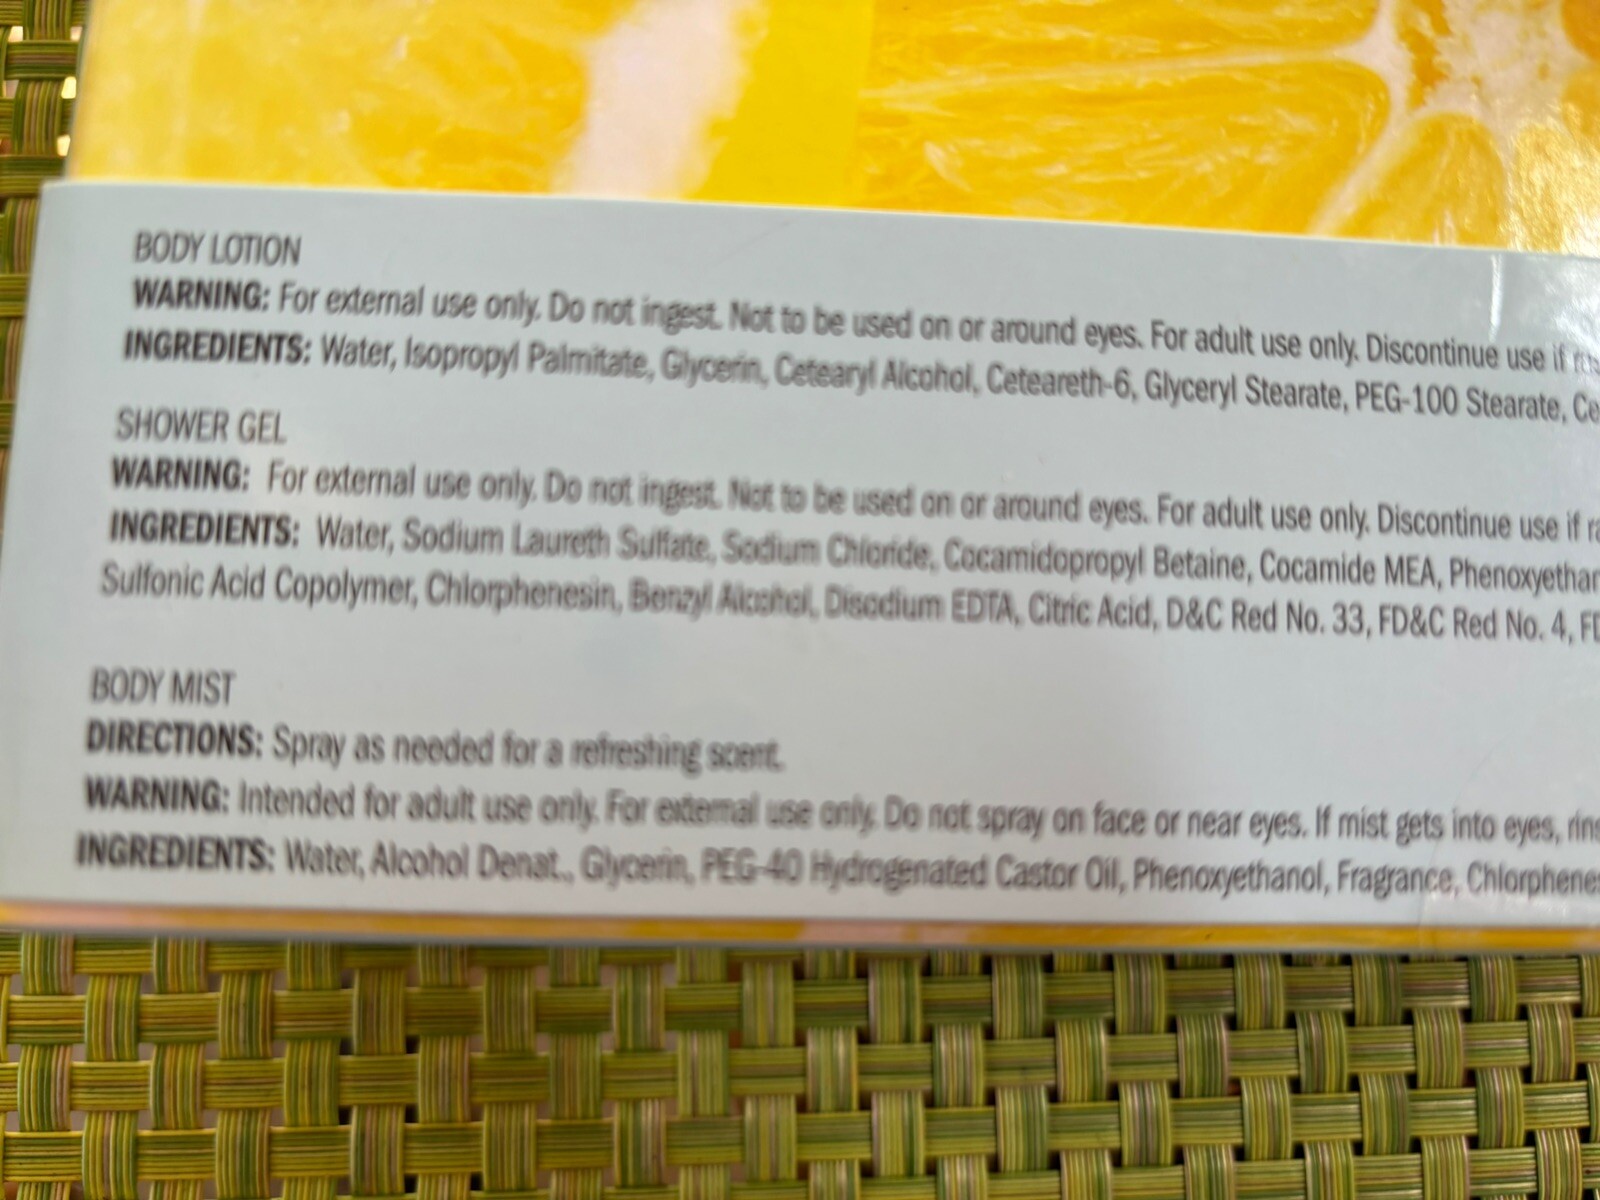 BODY LOTION
WARNING: For external use only. Do not ingest. Not to be used on or around eyes. For adult use only. Discontinue use if
INGREDIENTS: Water, Isopropyl Palmitate, Glycerin, Cetearyl Alcohol, Ceteareth-6, Glyceryl Stearate, PEG-100 Stearate, Ce
SHOWER GEL
WARNING: For external use only. Do not ingest. Not to be used on or around eyes. For adult use only. Discontinue use if ra
INGREDIENTS: Water, Sodium Laureth Sulfate, Sodium Chloride, Cocamidopropyl Betaine, Cocamide MEA, Phenoxyethan
Sulfonic Acid Copolymer, Chlorphenesin, Benzyl Alcohol, Disodium EDTA, Citric Acid, D&C Red No. 33, FD&C Red No. 4, FD
BODY MIST
DIRECTIONS: Spray as needed for a refreshing scent.
WARNING: Intended for adult use only. For external use only. Do not spray on face or near eyes. If mist gets into eyes, rins
INGREDIENTS: Water, Alcohol Denat., Glycerin, PEG-40 Hydrogenated Castor Oil, Phenoxyethanol, Fragrance, Chlorphenes